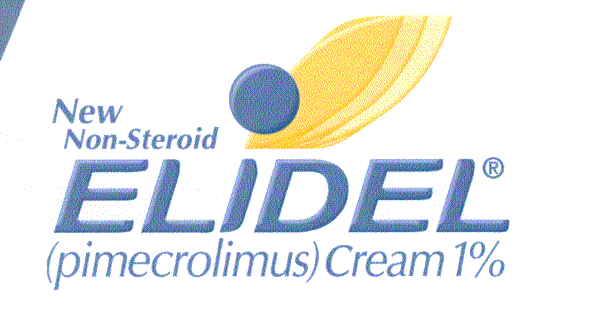 New
Non-Steroid
ELIDEL®
(pimecrolimus) Cream 1%